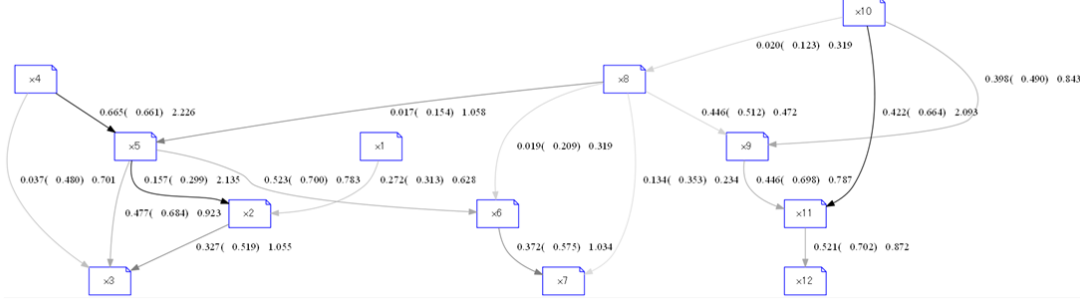 x10
0.020( 0.123) 0.319
x4
x8
0.398( 0.490) 0.843
0.665( 0.661) 2.226
0.017( 0.154) 1.058
0.446( 0.512) 0.472
0.422( 0.664) 2.093
x5
x1
0.019( 0.209) 0.319
x9
0.037( 0.480) 0.701
0.157( 0.299) 2.135
0.523( 0.700) 0.783
0.272( 0.313) 0.628
0.134( 0.353) 0.234
0.446( 0.698) 0.787
0.477( 0.684) 0.923
x2
x6
x11
0.327( 0.519) 1.055
0.372( 0.575) 1.034
0.521( 0.702) 0.872
x3
x7
x12